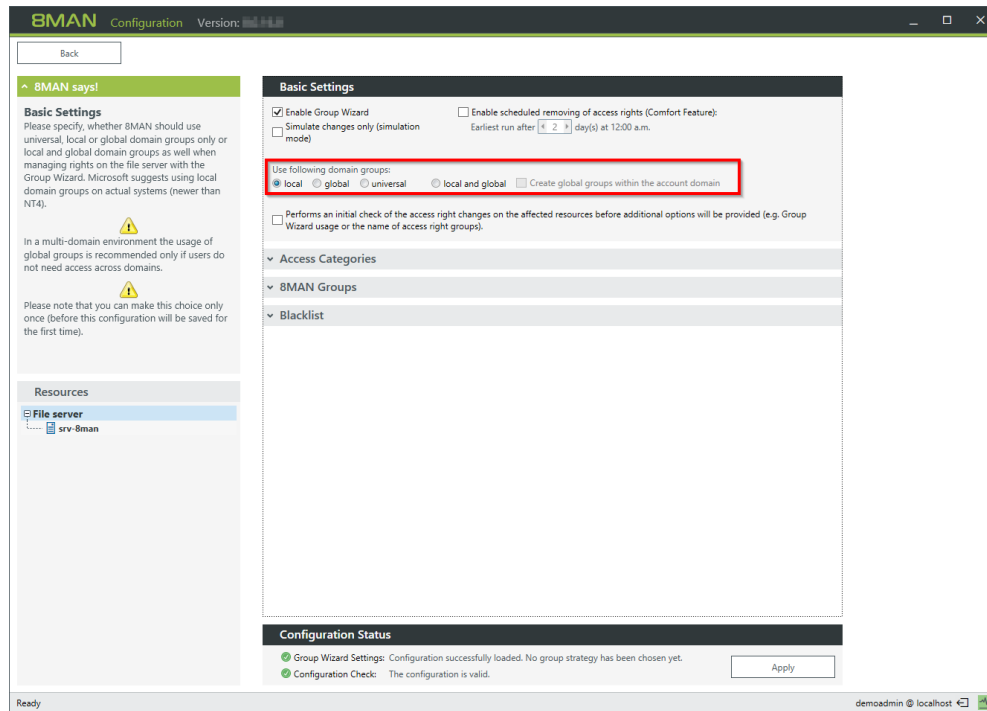 8MAN Configuration Version:
Back
8MAN says!
Basic Settings
Please specify, whether 8MAN should use
universal, local or global domain groups only or
local and global domain groups as well when
managing rights on the file server with the
Group Wizard. Microsoft suggests using local
domain groups on actual systems (newer than
NT4).
In a multi-domain environment the usage of
global groups is recommended only if users do
not need access across domains.
Please note that you can make this choice only
once (before this configuration will be saved for
the first time).
Resources
File server
srv-8man
Basic Settings
Enable Group Wizard
Simulate changes only (simulation
mode)
Enable scheduled removing of access rights (Comfort Feature):
Earliest run after 2 day(s) at 12:00 a.m.
Use following domain groups:
local global universal local and global Create global groups within the account domain
Performs an initial check of the access right changes on the affected resources before additional options will be provided (e.g. Group
Wizard usage or the name of access right groups).
Access Categories
8MAN Groups
Blacklist
Configuration Status
Group Wizard Settings: Configuration successfully loaded. No group strategy has been chosen yet.
Configuration Check: The configuration is valid.
Apply
Ready
demoadmin @ localhost